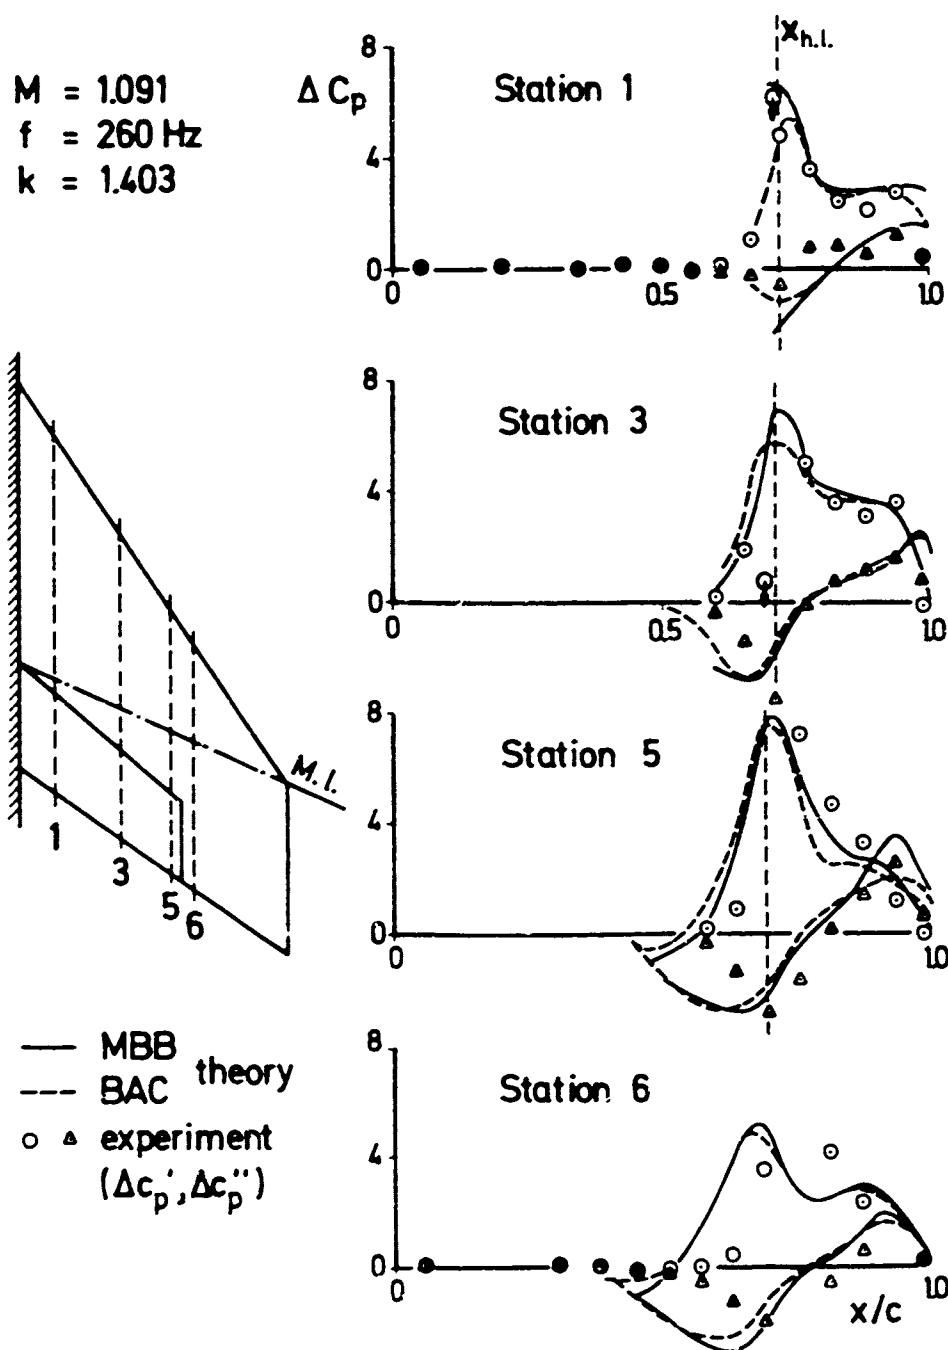 M = 1.091
f = 260 Hz
k = 1.403
ΔCp
Station 1
xh.l.
8
4
0
0
0.5
1.0
Station 3
8
4
0
0.5
1.0
Station 5
8
4
0
0
1.0
Station 6
8
4
0
0
1.0
x/c
M.l.
1
3
5
6
MBB
BAC
theory
experiment
(Δcp', Δcp'')